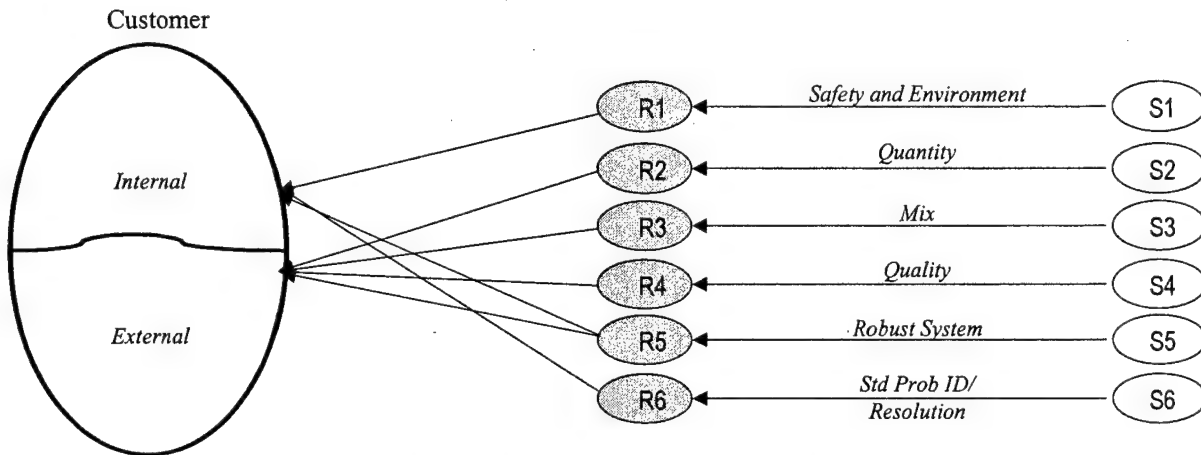 Customer
Internal
External
R1
Safety and Environment
S1
R2
Quantity
S2
R3
Mix
S3
R4
Quality
S4
R5
Robust System
S5
R6
Std Prob ID/
Resolution
S6